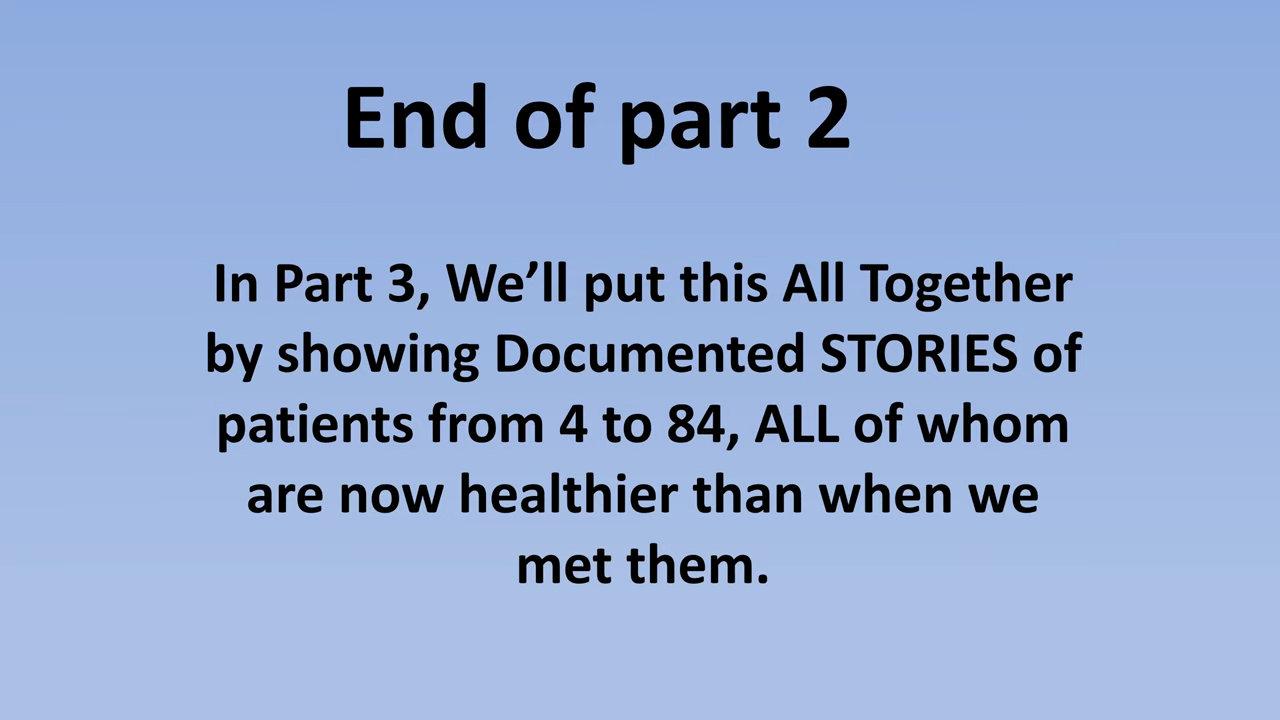 End of part 2
In Part 3, We’ll put this All Together
by showing Documented STORIES of
patients from 4 to 84, ALL of whom
are now healthier than when we
met them.